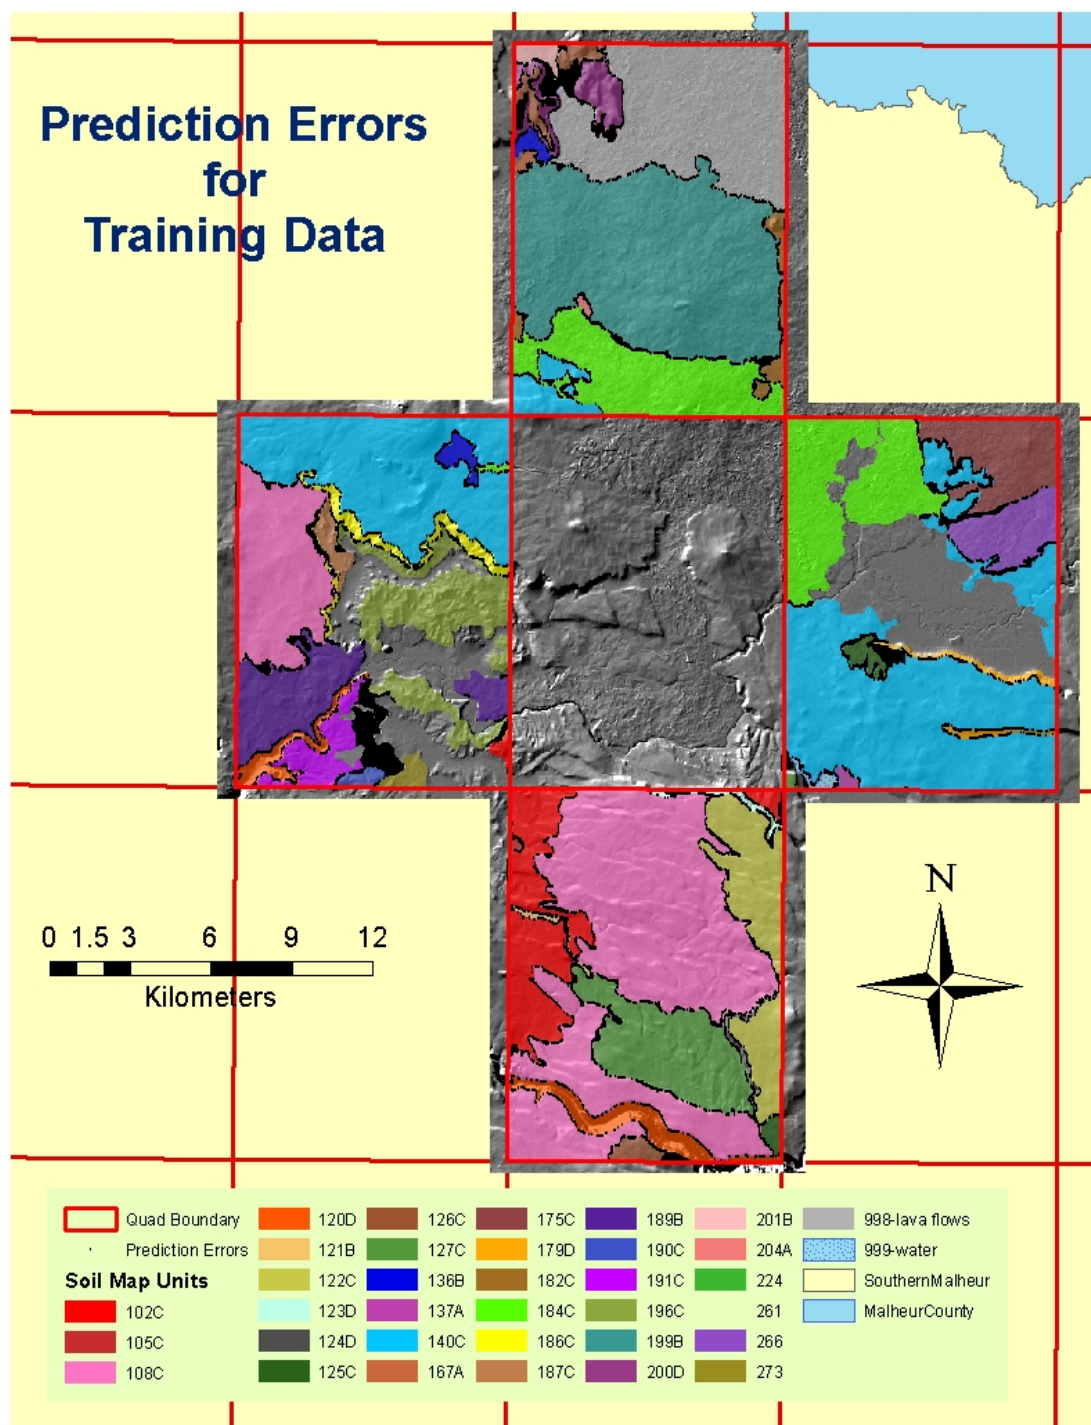 Prediction Errors
for
Training Data
N
0 1.5 3 6 9 12
Kilometers
Quad Boundary
Prediction Errors
Soil Map Units
102C
105C
108C
120D
121B
122C
123D
124D
125C
126C
127C
136B
137A
140C
167A
175C
179D
182C
184C
186C
187C
189B
190C
191C
196C
199B
200D
201B
204A
224
261
266
273
998-lava flows
999-water
SouthernMalheur
MalheurCounty